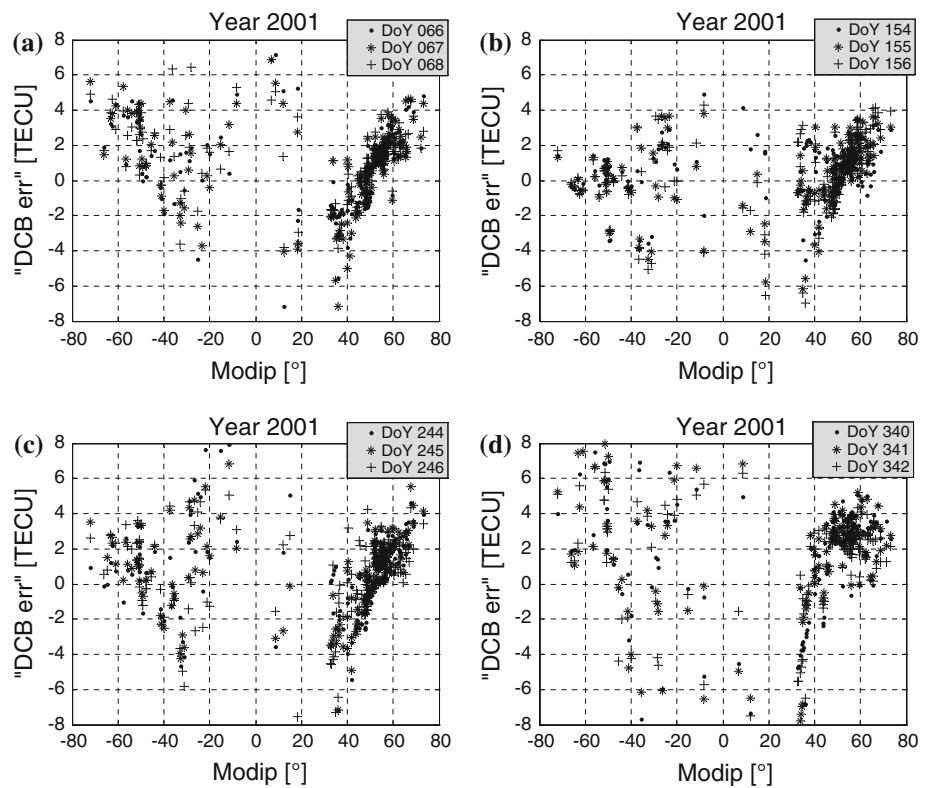 Year 2001
(a)
DoY 066
DoY 067
DoY 068
"DCB err" [TECU]
8
6
4
2
0
-2
-4
-6
-8
-80 -60 -40 -20 0 20 40 60 80
Modip [°]
Year 2001
(b)
DoY 154
DoY 155
DoY 156
"DCB err" [TECU]
8
6
4
2
0
-2
-4
-6
-8
-80 -60 -40 -20 0 20 40 60 80
Modip [°]
Year 2001
(c)
DoY 244
DoY 245
DoY 246
"DCB err" [TECU]
8
6
4
2
0
-2
-4
-6
-8
-80 -60 -40 -20 0 20 40 60 80
Modip [°]
Year 2001
(d)
DoY 340
DoY 341
DoY 342
"DCB err" [TECU]
8
6
4
2
0
-2
-4
-6
-8
-80 -60 -40 -20 0 20 40 60 80
Modip [°]